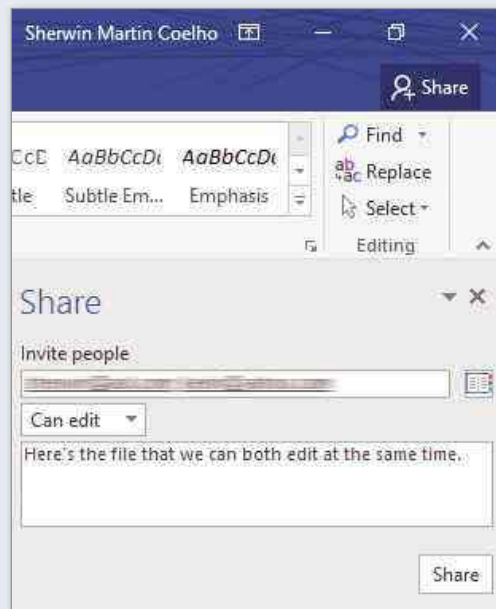 Sherwin Martin Coelho
Share
CcD AaBbCcDc AaBbCcDc
tle Subtle Em... Emphasis
Find
Replace
Select
Editing
Share
Invite people
Can edit
Here's the file that we can both edit at the same time.
Share